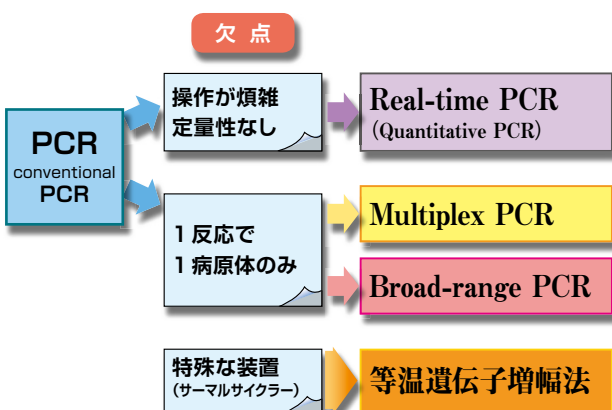 欠点
操作が煩雑
定量性なし
Real-time PCR
(Quantitative PCR)
PCR
conventional
PCR
1反応で
1病原体のみ
Multiplex PCR
Broad-range PCR
特殊な装置
(サーマルサイクラー)
等温遺伝子増幅法